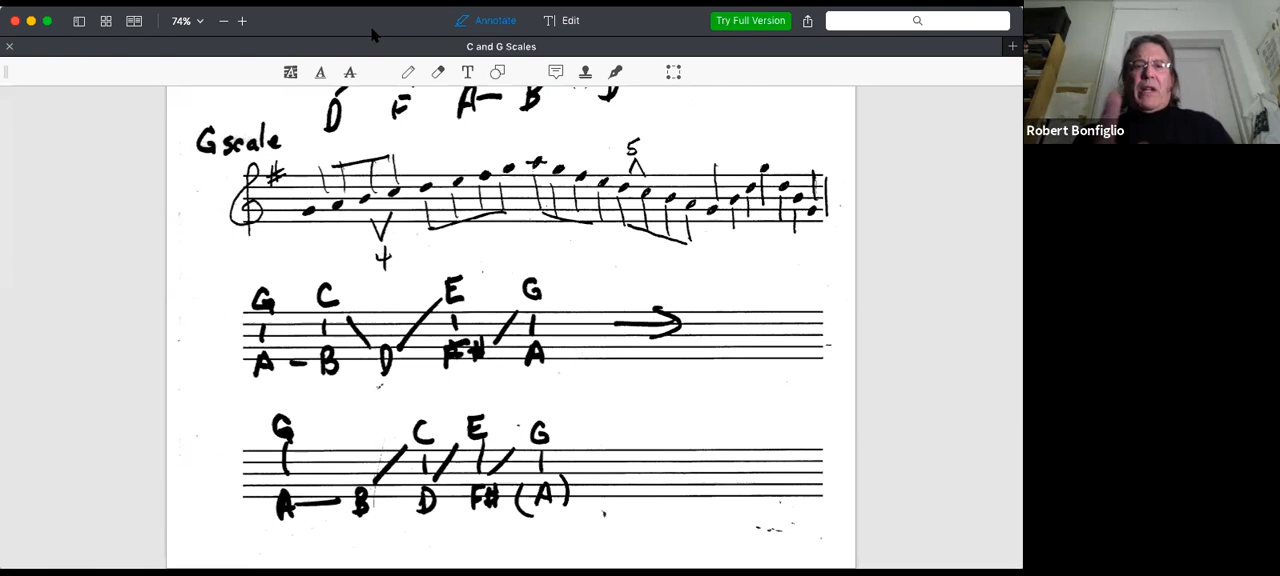 74% Annotate Edit Try Full Version
C and G Scales
D F A B D
G scale
5
4
G C E G
A B D F# A
G C E G
A B D F# (A)
Robert Bonfiglio